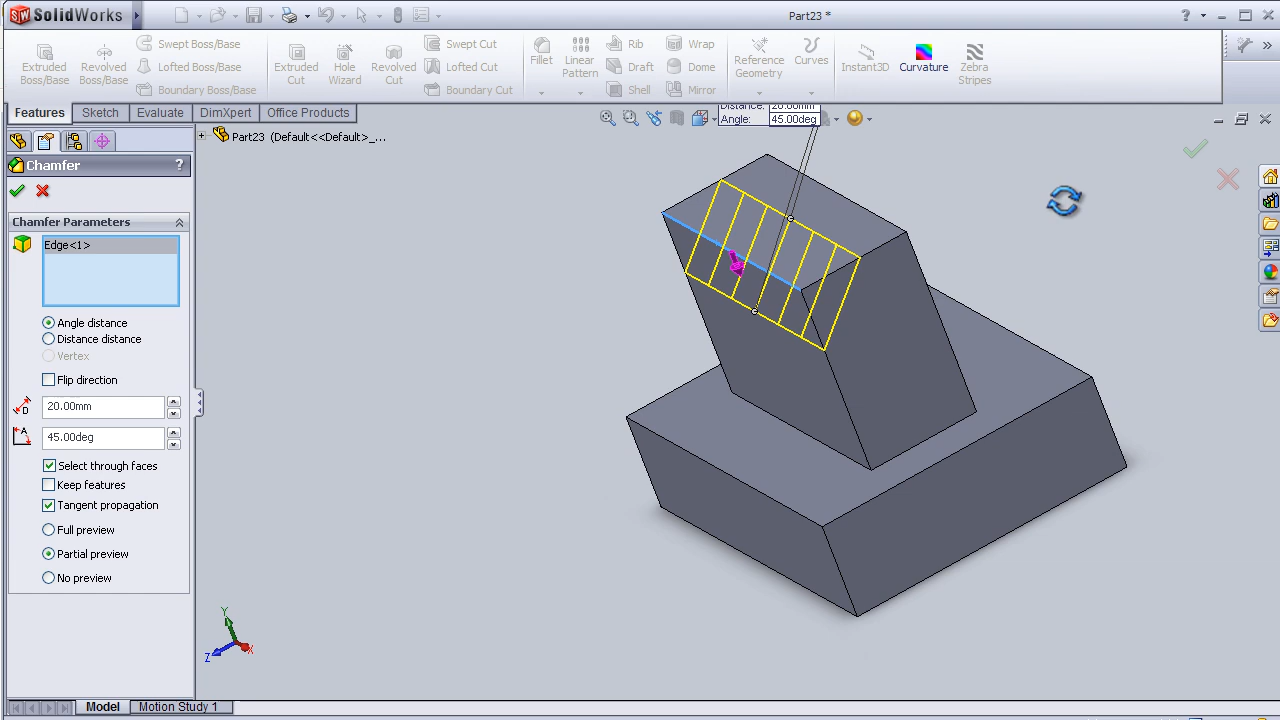 SolidWorks
Part23 *
?
Extruded Boss/Base
Revolved Boss/Base
Swept Boss/Base
Lofted Boss/Base
Boundary Boss/Base
Extruded Cut
Hole Wizard
Revolved Cut
Swept Cut
Lofted Cut
Boundary Cut
Fillet
Linear Pattern
Rib
Draft
Shell
Wrap
Dome
Mirror
Reference Geometry
Curves
Instant3D
Curvature
Zebra Stripes
Features
Sketch
Evaluate
DimXpert
Office Products
Distance: 20.00mm
Angle: 45.00deg
Part23 (Default<<Default>_...
Chamfer
?
Chamfer Parameters
Edge<1>
Angle distance
Distance distance
Vertex
Flip direction
D
20.00mm
A
45.00deg
Select through faces
Keep features
Tangent propagation
Full preview
Partial preview
No preview
Y
Z
X
Model
Motion Study 1